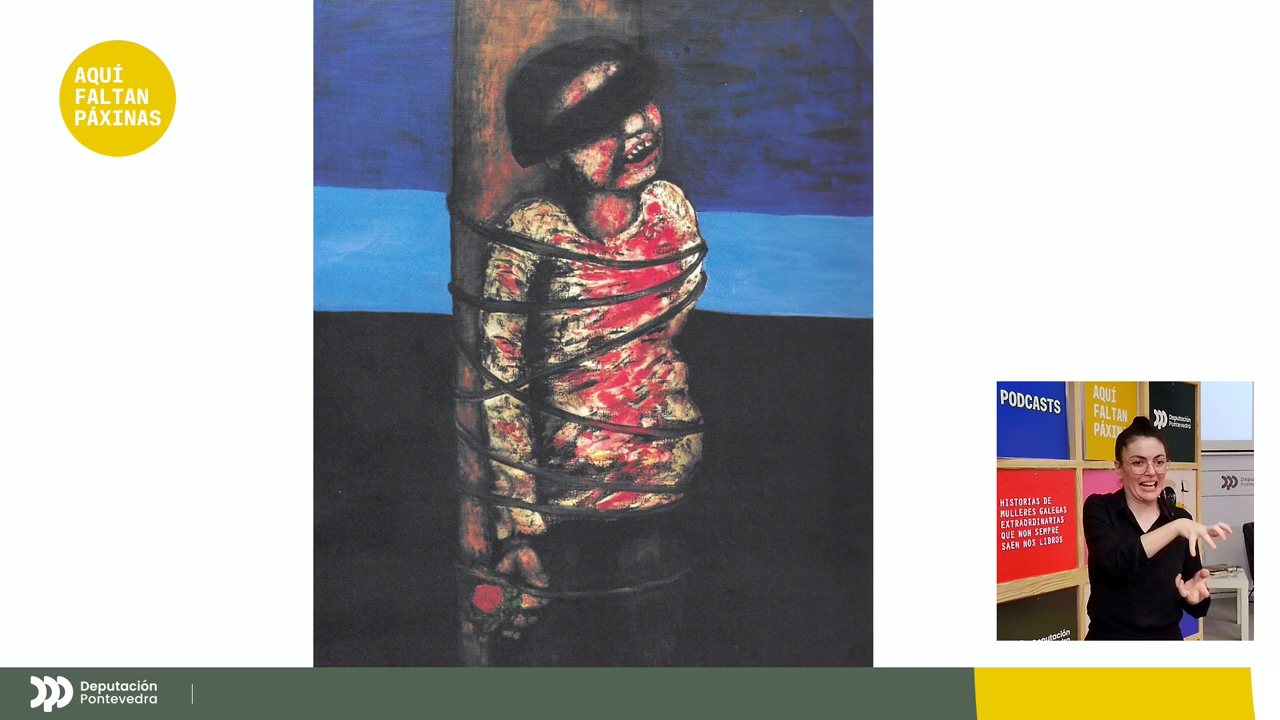 AQUÍ
FALTAN
PÁXINAS
PODCASTS
AQUÍ
FALTAN
Deputación
Pontevedra
HISTORIAS DE
MULLERES GALEGAS
EXTRAORDINARIAS
QUE NON SEMPRE
SAEN NOS LIBROS
Deputación
Pontevedra